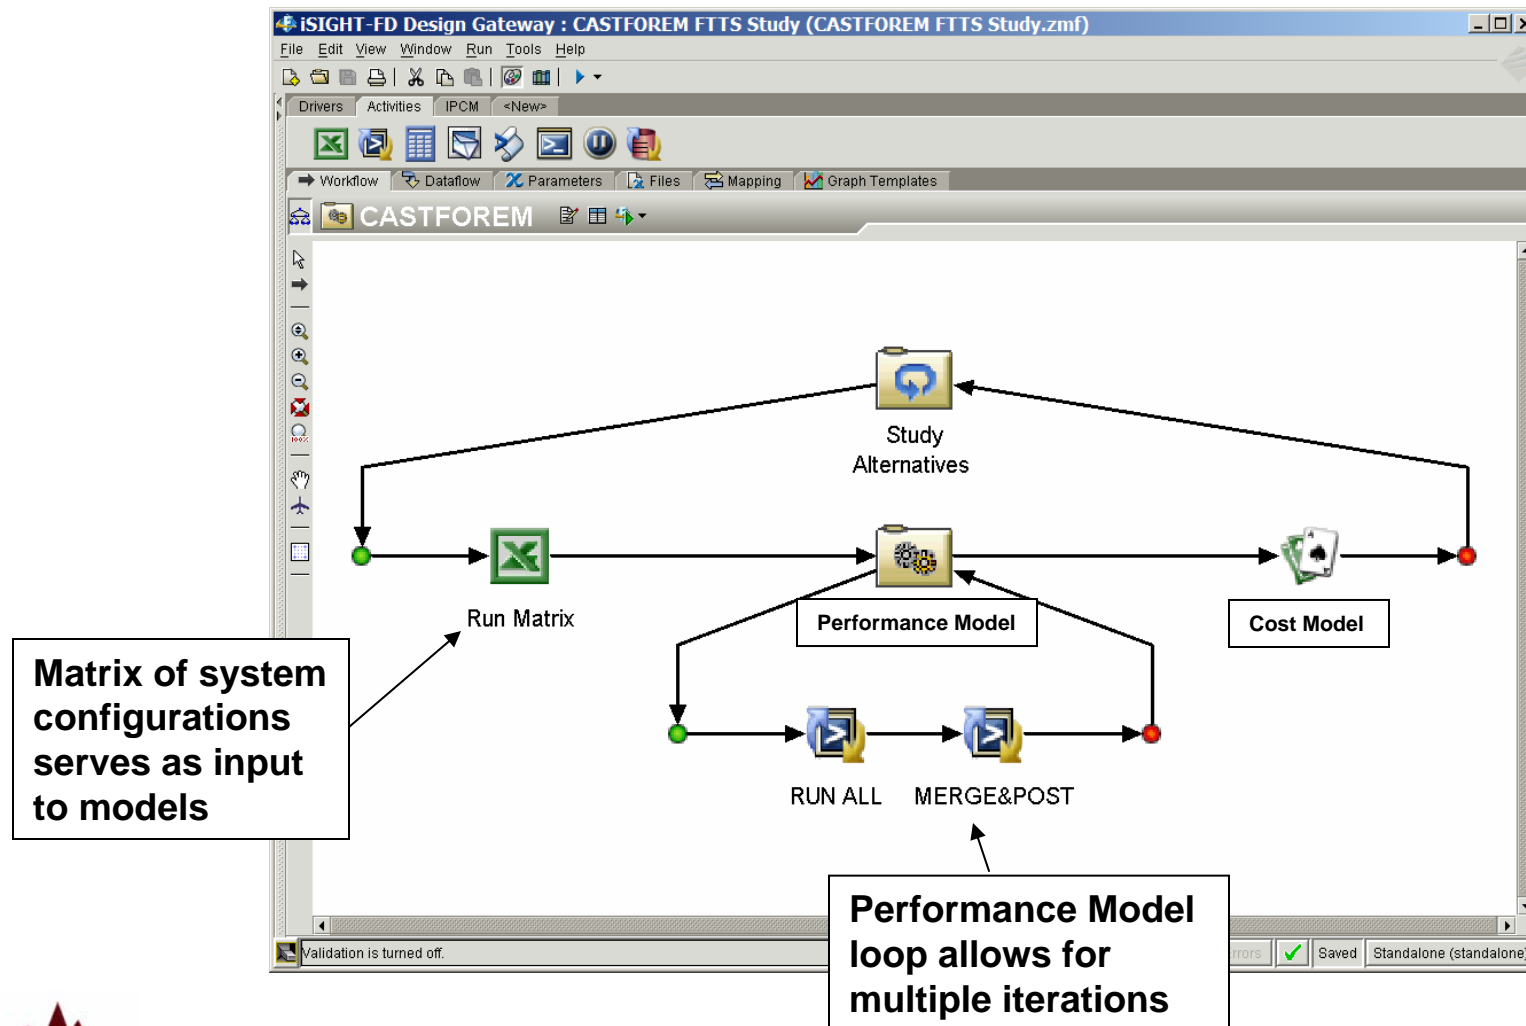 iSIGHT-FD Design Gateway : CASTFOREM FTTS Study (CASTFOREM FTTS Study.zmf)
File Edit View Window Run Tools Help
Drivers Activities IPCM <New>
Workflow Dataflow Parameters Files Mapping Graph Templates
CASTFOREM
100%
Study
Alternatives
Run Matrix
Performance Model
Cost Model
Matrix of system
configurations
serves as input
to models
RUN ALL MERGE&POST
Performance Model
loop allows for
multiple iterations
Validation is turned off.
Saved Standalone (standalone)